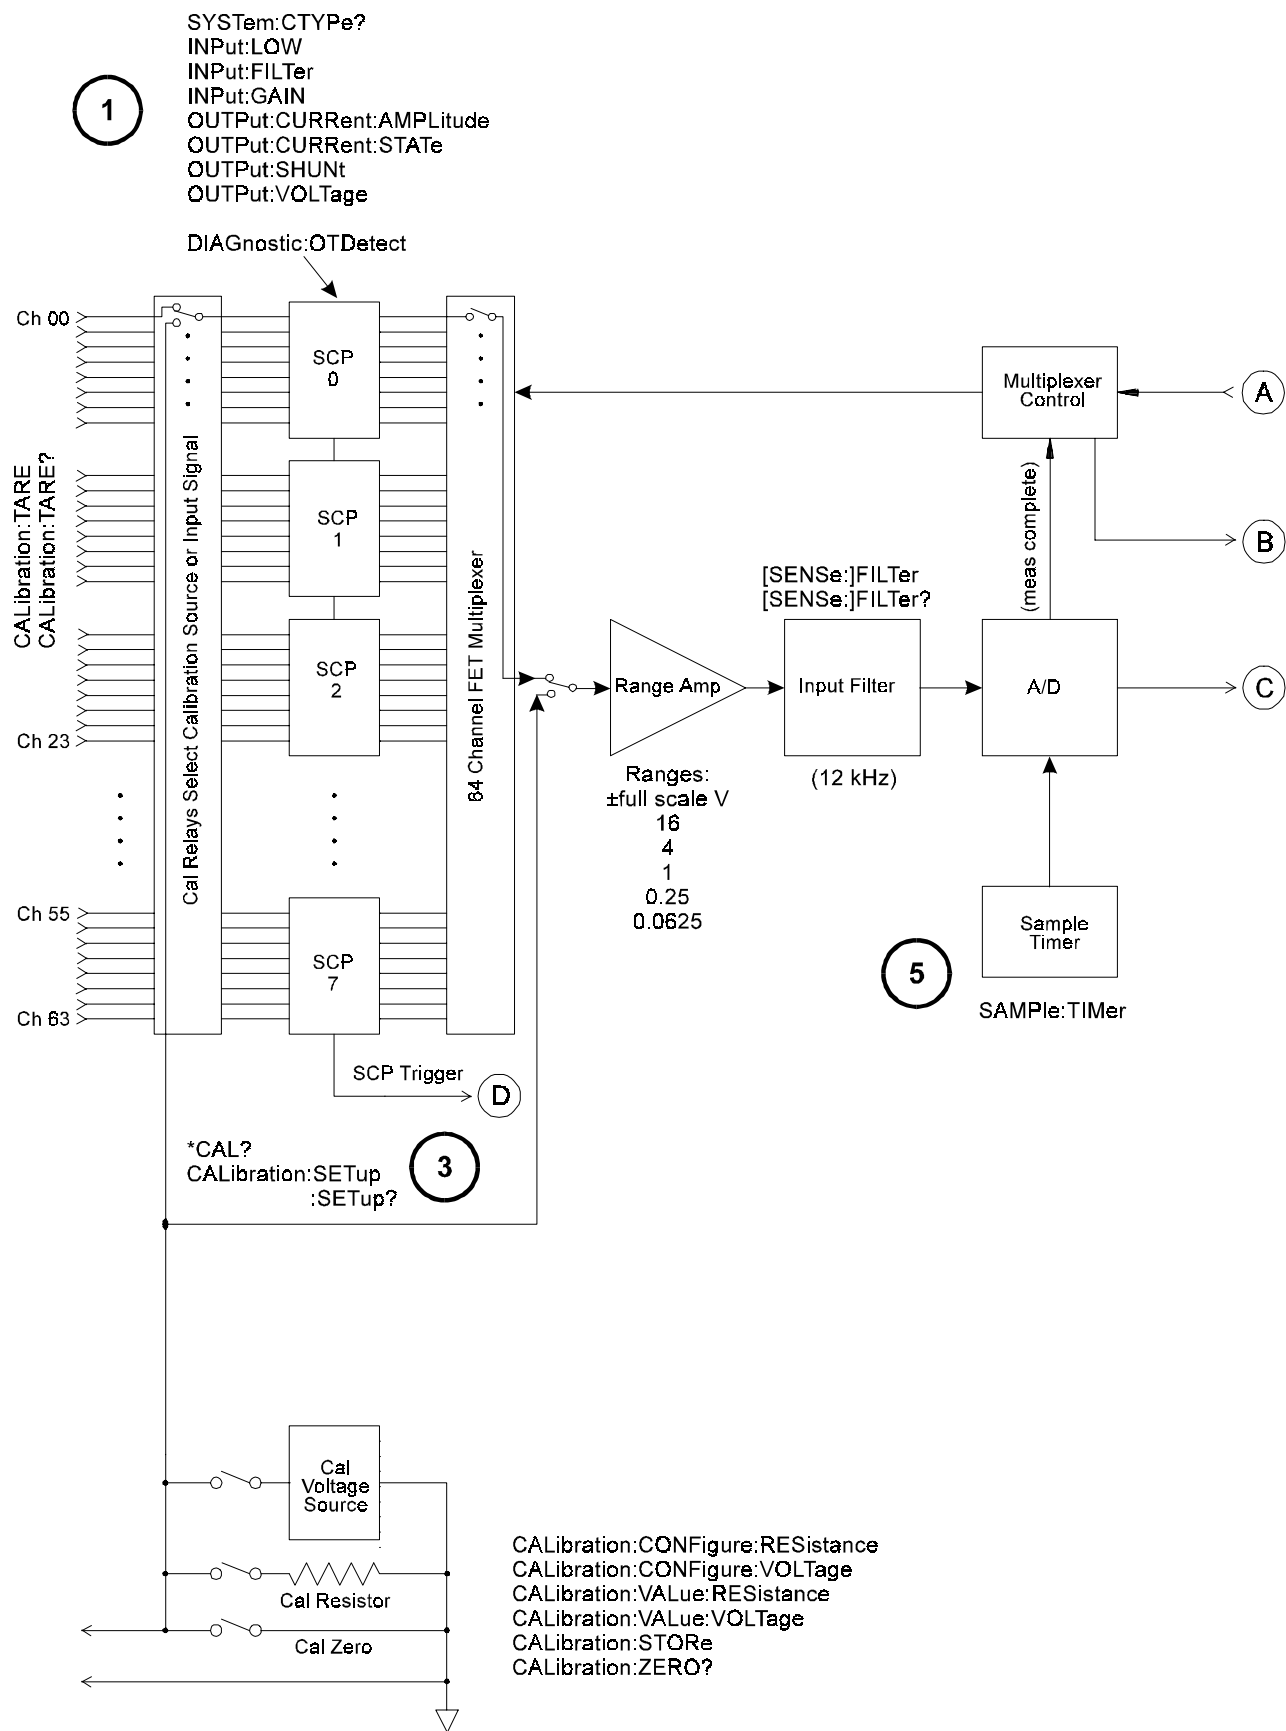 SYSTem:CTYPe?
INPut:LOW
INPut:FILTer
INPut:GAIN
OUTPut:CURRent:AMPLitude
OUTPut:CURRent:STATe
OUTPut:SHUNt
OUTPut:VOLTage
1
DIAGnostic:OTDetect
Ch 00
SCP
0
Multiplexer
Control
A
CALibration:TARE
CALibration:TARE?
Cal Relays Select Calibration Source or Input Signal
SCP
1
64 Channel FET Multiplexer
(meas complete)
B
[SENSe:]FILTer
[SENSe:]FILTer?
SCP
2
Range Amp
Input Filter
A/D
C
Ch 23
Ranges:
±full scale V
16
4
1
0.25
0.0625
(12 kHz)
Ch 55
SCP
7
5
Sample
Timer
Ch 63
SAMPle:TIMer
SCP Trigger
D
*CAL?
CALibration:SETup
:SETup?
3
Cal
Voltage
Source
Cal Resistor
Cal Zero
CALibration:CONFigure:RESistance
CALibration:CONFigure:VOLTage
CALibration:VALue:RESistance
CALibration:VALue:VOLTage
CALibration:STORe
CALibration:ZERO?